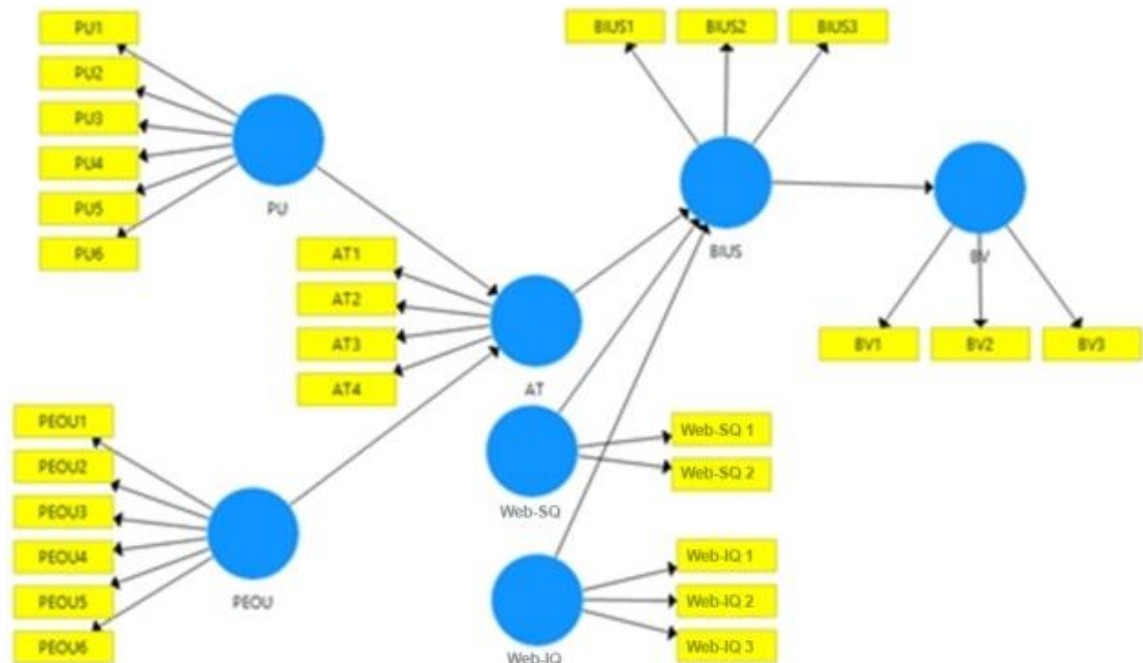 PU1
PU2
PU3
PU4
PU5
PU6
PU
BIUS1
BIUS2
BIUS3
BIUS
BV
BV1
BV2
BV3
AT1
AT2
AT3
AT4
AT
PEOU1
PEOU2
PEOU3
PEOU4
PEOU5
PEOU6
PEOU
Web-SQ 1
Web-SQ 2
Web-SQ
Web-IQ 1
Web-IQ 2
Web-IQ 3
Web-IQ